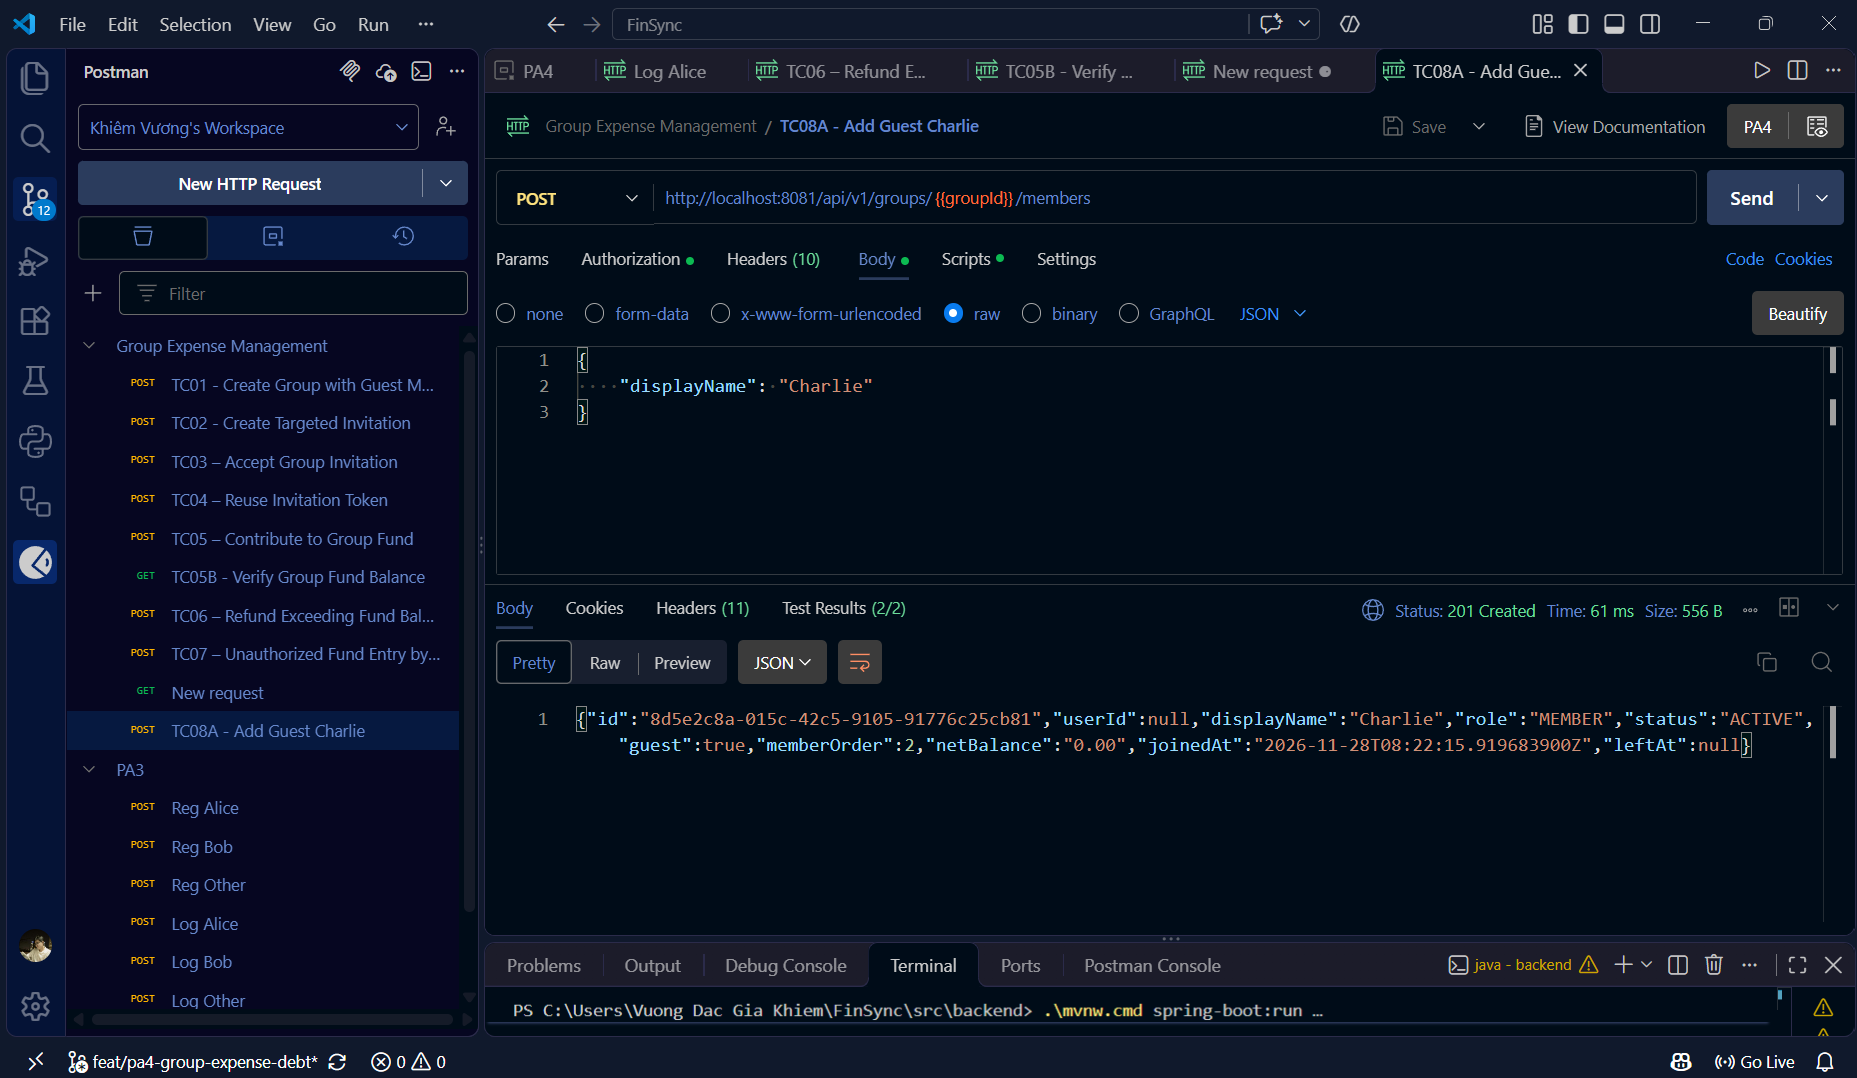 File Edit Selection View Go Run ···
FinSync
Postman
Khiêm Vương's Workspace
New HTTP Request
12
Filter
Group Expense Management
POST TC01 - Create Group with Guest M...
POST TC02 - Create Targeted Invitation
POST TC03 – Accept Group Invitation
POST TC04 – Reuse Invitation Token
POST TC05 – Contribute to Group Fund
GET TC05B - Verify Group Fund Balance
POST TC06 – Refund Exceeding Fund Bal...
POST TC07 – Unauthorized Fund Entry by...
GET New request
POST TC08A - Add Guest Charlie
PA3
POST Reg Alice
POST Reg Bob
POST Reg Other
POST Log Alice
POST Log Bob
POST Log Other
PA4 HTTP Log Alice HTTP TC06 – Refund E... HTTP TC05B - Verify ... HTTP New request HTTP TC08A - Add Gue...
HTTP Group Expense Management / TC08A - Add Guest Charlie Save View Documentation PA4
POST http://localhost:8081/api/v1/groups/{{groupId}}/members Send
Params Authorization Headers (10) Body Scripts Settings Code Cookies
none form-data x-www-form-urlencoded raw binary GraphQL JSON Beautify
1 {
2 ····"displayName":·"Charlie"
3 }
Body Cookies Headers (11) Test Results (2/2) Status: 201 Created Time: 61 ms Size: 556 B
Pretty Raw Preview JSON
1 {"id":"8d5e2c8a-015c-42c5-9105-91776c25cb81","userId":null,"displayName":"Charlie","role":"MEMBER","status":"ACTIVE",
"guest":true,"memberOrder":2,"netBalance":"0.00","joinedAt":"2026-11-28T08:22:15.919683900Z","leftAt":null}
Problems Output Debug Console Terminal Ports Postman Console java - backend
PS C:\Users\Vuong Dac Gia Khiem\FinSync\src\backend> .\mvnw.cmd spring-boot:run …
feat/pa4-group-expense-debt* 0 0 Go Live